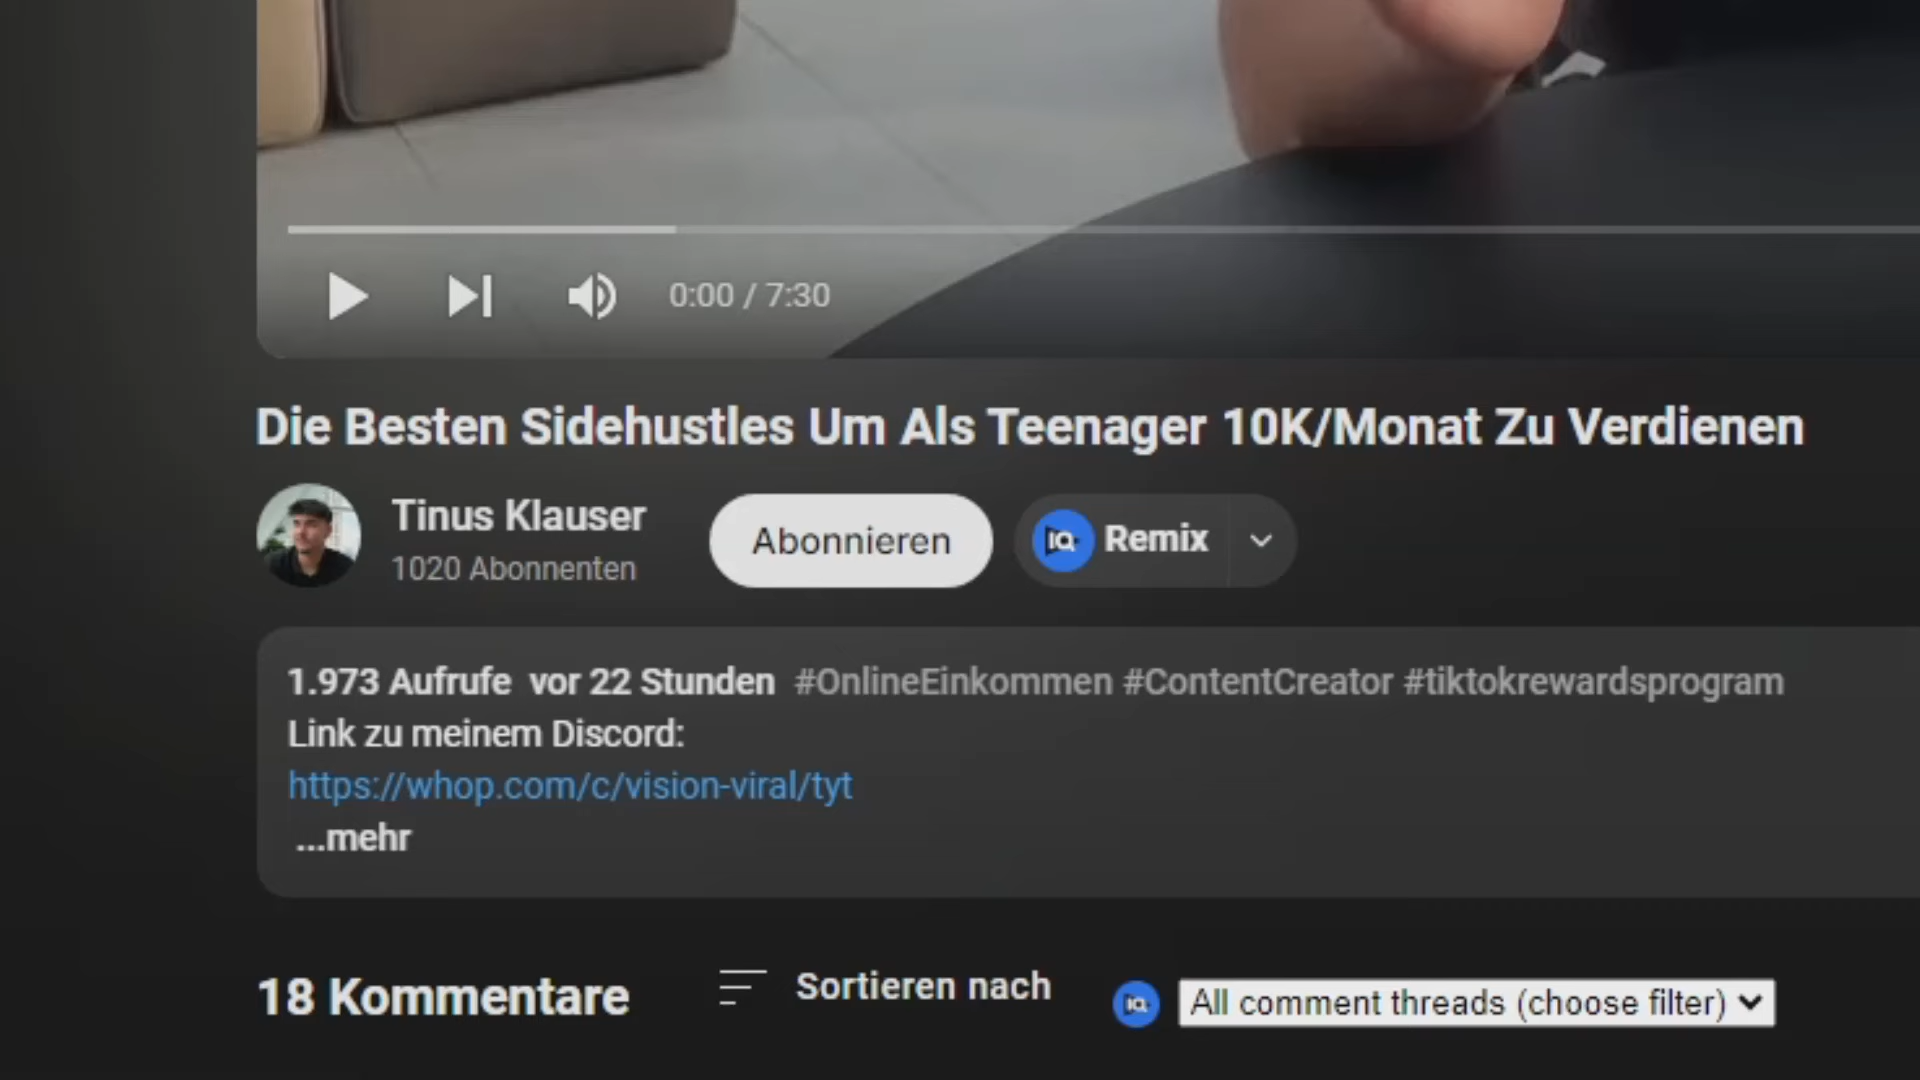 0:00 / 7:30
Die Besten Sidehustles Um Als Teenager 10K/Monat Zu Verdienen
Tinus Klauser
1020 Abonnenten
Abonnieren
IQ Remix
1.973 Aufrufe vor 22 Stunden #OnlineEinkommen #ContentCreator #tiktokrewardsprogram
Link zu meinem Discord:
https://whop.com/c/vision-viral/tyt
...mehr
18 Kommentare
Sortieren nach
IQ All comment threads (choose filter)